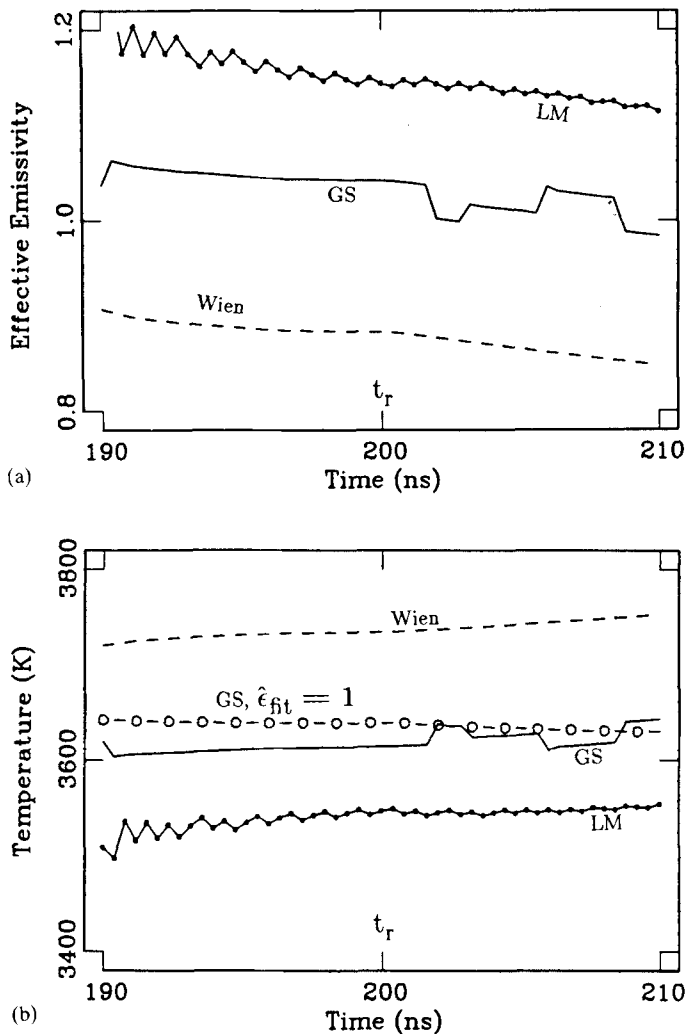 1.2
1.0
0.8
Effective Emissivity
LM
GS
Wien
t_r
190
200
210
Time (ns)
(a)
3800
3600
3400
Temperature (K)
Wien
GS, ε̂_fit = 1
GS
LM
t_r
190
200
210
Time (ns)
(b)